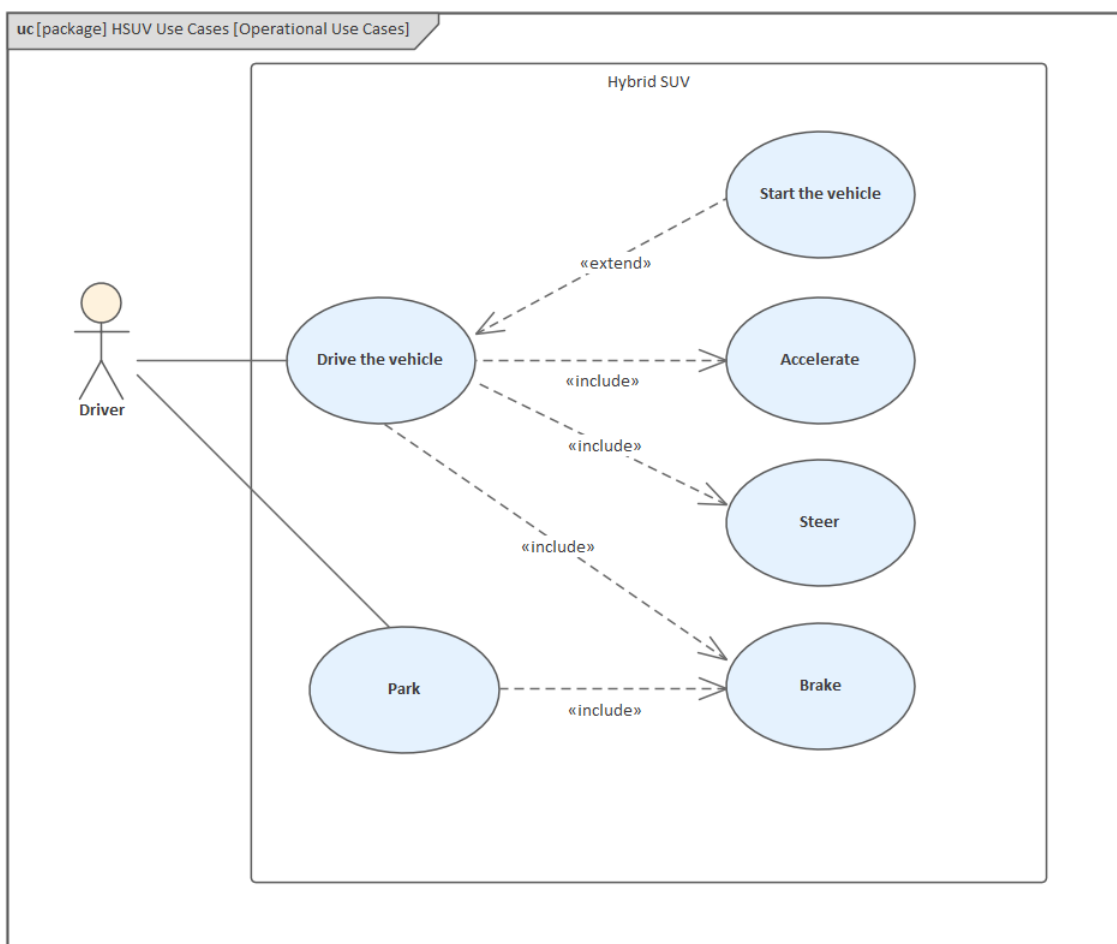 uc [package] HSUV Use Cases [Operational Use Cases]
Hybrid SUV
Start the vehicle
«extend»
Drive the vehicle
Accelerate
«include»
Driver
«include»
Steer
«include»
Park
Brake
«include»